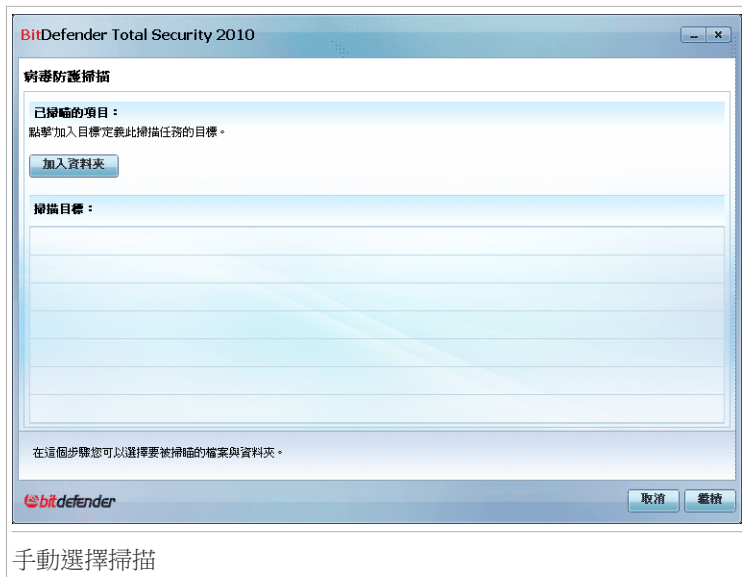 BitDefender Total Security 2010
病毒防護掃描
已掃瞄的項目：
點擊'加入目標'定義此掃描任務的目標。
加入資料夾
掃描目標：
在這個步驟您可以選擇要被掃瞄的檔案與資料夾。
bitdefender
取消 繼續
手動選擇掃描